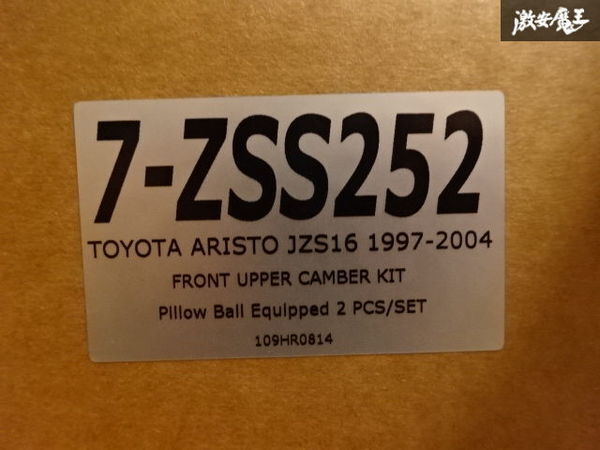 激安魔王
7-ZSS252
TOYOTA ARISTO JZS16 1997-2004
FRONT UPPER CAMBER KIT
Pillow Ball Equipped 2 PCS/SET
109HR0814